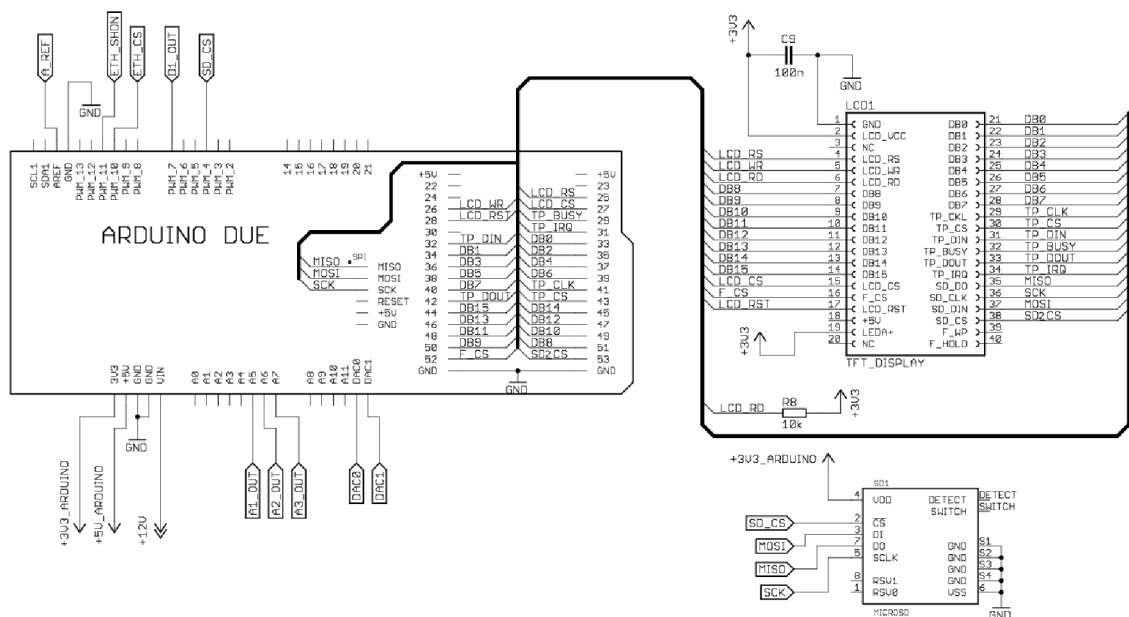 A_REF
ETH_SHDN
ETH_CS
D1_OUT
SD_CS
GND
SCL1
SDA1
AREF
GND
PWM_13
PWM_12
PWM_11
PWM_10
PWM_9
PWM_8
PWM_7
PWM_6
PWM_5
PWM_4
PWM_3
PWM_2
14
15
16
17
18
19
20
21
ARDUINO DUE
+5V +5V
22 23
24 LCD_RS 25
LCD_WR 26 LCD_CS 27
LCD_RST 28 TP_BUSY 29
30 TP_IRQ 31
TP_DIN 32 DB0 33
DB1 34 DB2 35
DB3 36 DB4 37
DB5 38 DB6 39
DB7 40 TP_CLK 41
TP_DOUT 42 TP_CS 43
DB15 44 DB14 45
DB13 46 DB12 47
DB11 48 DB10 49
DB9 50 DB8 51
F_CS 52 SD2CS 53
GND GND
GND
SPI
MISO MISO
MOSI MOSI
SCK SCK
RESET
+5V
GND
3V3
+5V
GND
GND
VIN
A0
A1
A2
A3
A4
A5
A6
A7
A8
A9
A10
A11
DAC0
DAC1
GND
+3V3_ARDUINO
+5V_ARDUINO
+12V
A1_OUT
A2_OUT
A3_OUT
DAC0
DAC1
+3V3
C9
100n
GND
LCD1
1 GND DB0 21 DB0
2 LCD_VCC DB1 22 DB1
3 NC DB2 23 DB2
LCD_RS 4 LCD_RS DB3 24 DB3
LCD_WR 5 LCD_WR DB4 25 DB4
LCD_RD 6 LCD_RD DB5 26 DB5
DB8 7 DB8 DB6 27 DB6
DB9 8 DB9 DB7 28 DB7
DB10 9 DB10 TP_CKL 29 TP_CLK
DB11 10 DB11 TP_CS 30 TP_CS
DB12 11 DB12 TP_DIN 31 TP_DIN
DB13 12 DB13 TP_BUSY 32 TP_BUSY
DB14 13 DB14 TP_DOUT 33 TP_DOUT
DB15 14 DB15 TP_IRQ 34 TP_IRQ
LCD_CS 15 LCD_CS SD_DO 35 MISO
F_CS 16 F_CS SD_CLK 36 SCK
LCD_RST 17 LCD_RST SD_DIN 37 MOSI
18 +5V SD_CS 38 SD2CS
19 LEDA+ F_WP 39
20 NC F_HOLD 40
+3V3
TFT_DISPLAY
LCD_RD
R8
10k
+3V3
+3V3_ARDUINO
SD1
4 VDD DETECT DETECT
SWITCH SWITCH
SD_CS 2 CS
MOSI 3 DI
MISO 7 DO GND S1
SCK 5 SCLK GND S2
GND S3
8 RSV1 GND S4
1 RSV0 VSS 6
GND
MICROSD